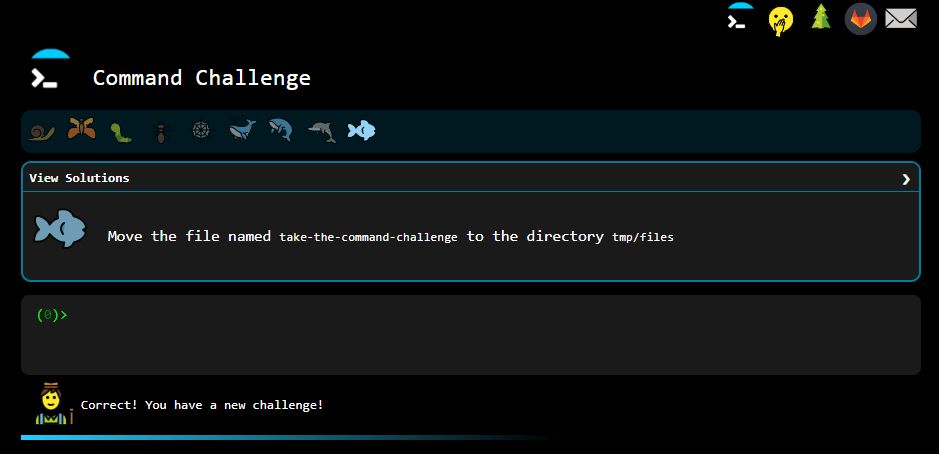 Command Challenge
View Solutions
Move the file named take-the-command-challenge to the directory tmp/files
(0)>
Correct! You have a new challenge!